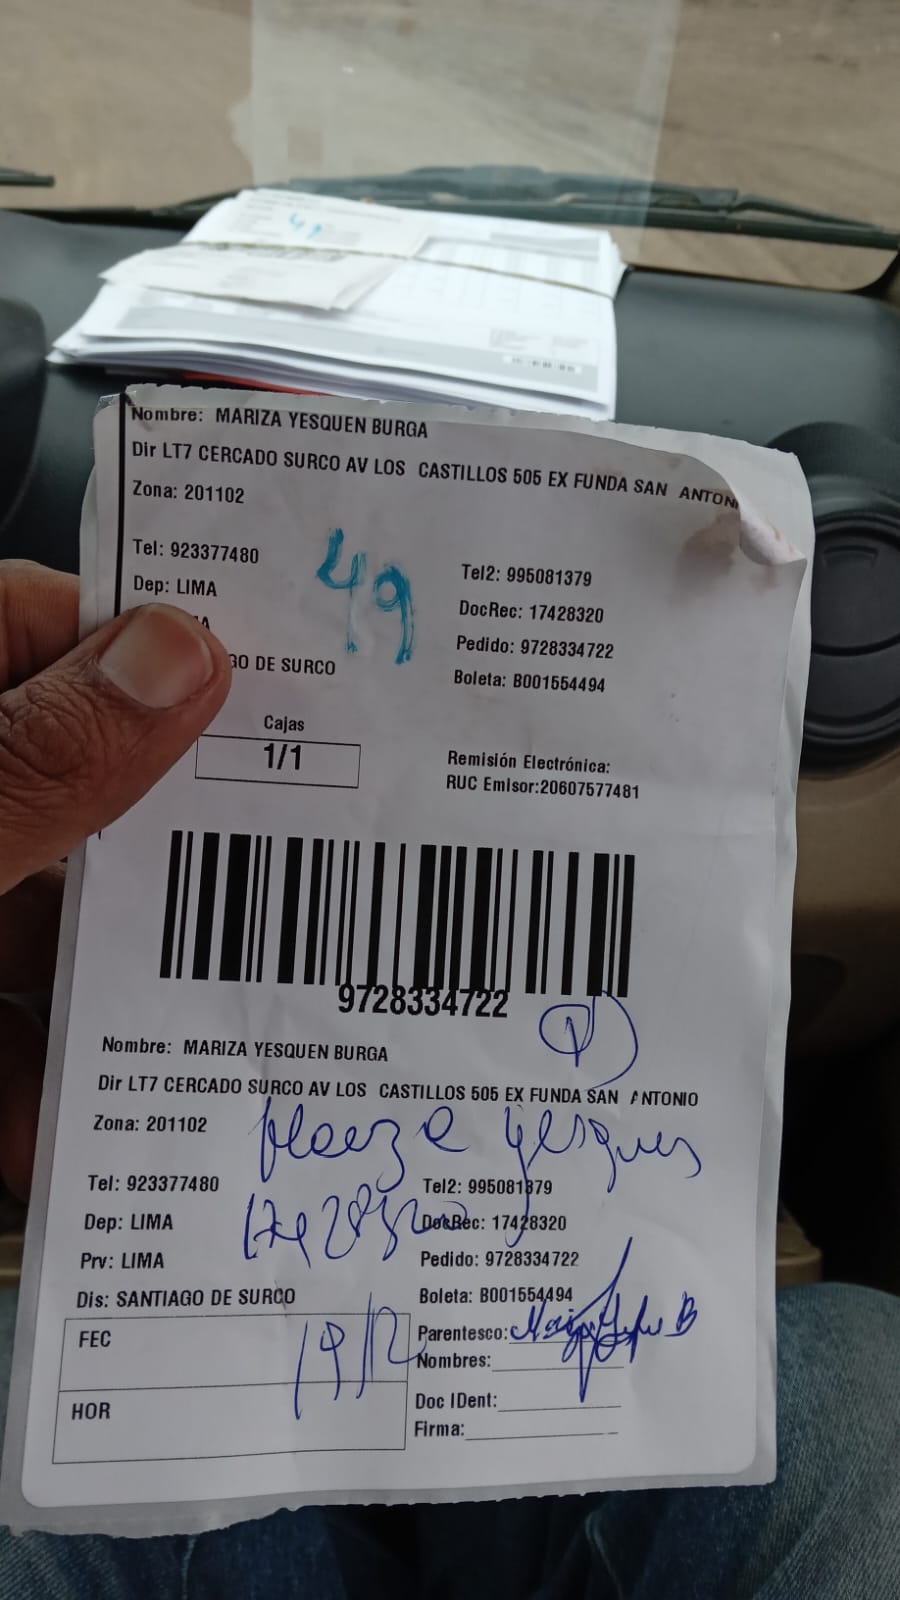 49
Nombre: MARIZA YESQUEN BURGA
Dir LT7 CERCADO SURCO AV LOS CASTILLOS 505 EX FUNDA SAN ANTONI
Zona: 201102
49
Tel: 923377480 Tel2: 995081379
Dep: LIMA DocRec: 17428320
Pedido: 9728334722
GO DE SURCO Boleta: B001554494
Cajas
1/1
Remisión Electrónica:
RUC Emisor:20607577481
9728334722
Nombre: MARIZA YESQUEN BURGA
Dir LT7 CERCADO SURCO AV LOS CASTILLOS 505 EX FUNDA SAN ANTONIO
Zona: 201102
Yesquen
Tel: 923377480 Tel2: 995081379
Dep: LIMA DocRec: 17428320
Prv: LIMA Pedido: 9728334722
Dis: SANTIAGO DE SURCO Boleta: B001554494
FEC 19/12 Parentesco:
Nombres:
HOR Doc IDent:
Firma: